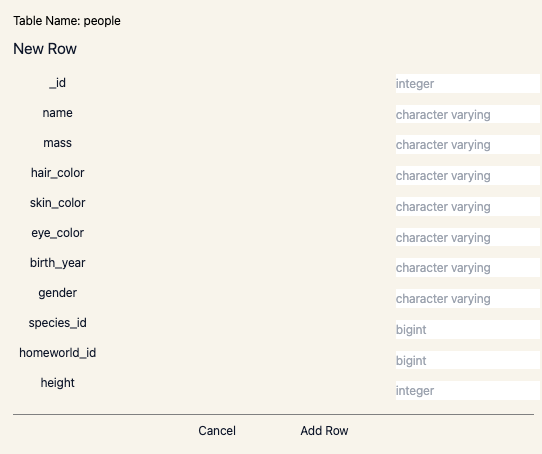 Table Name: people
New Row
_id integer
name character varying
mass character varying
hair_color character varying
skin_color character varying
eye_color character varying
birth_year character varying
gender character varying
species_id bigint
homeworld_id bigint
height integer
Cancel Add Row